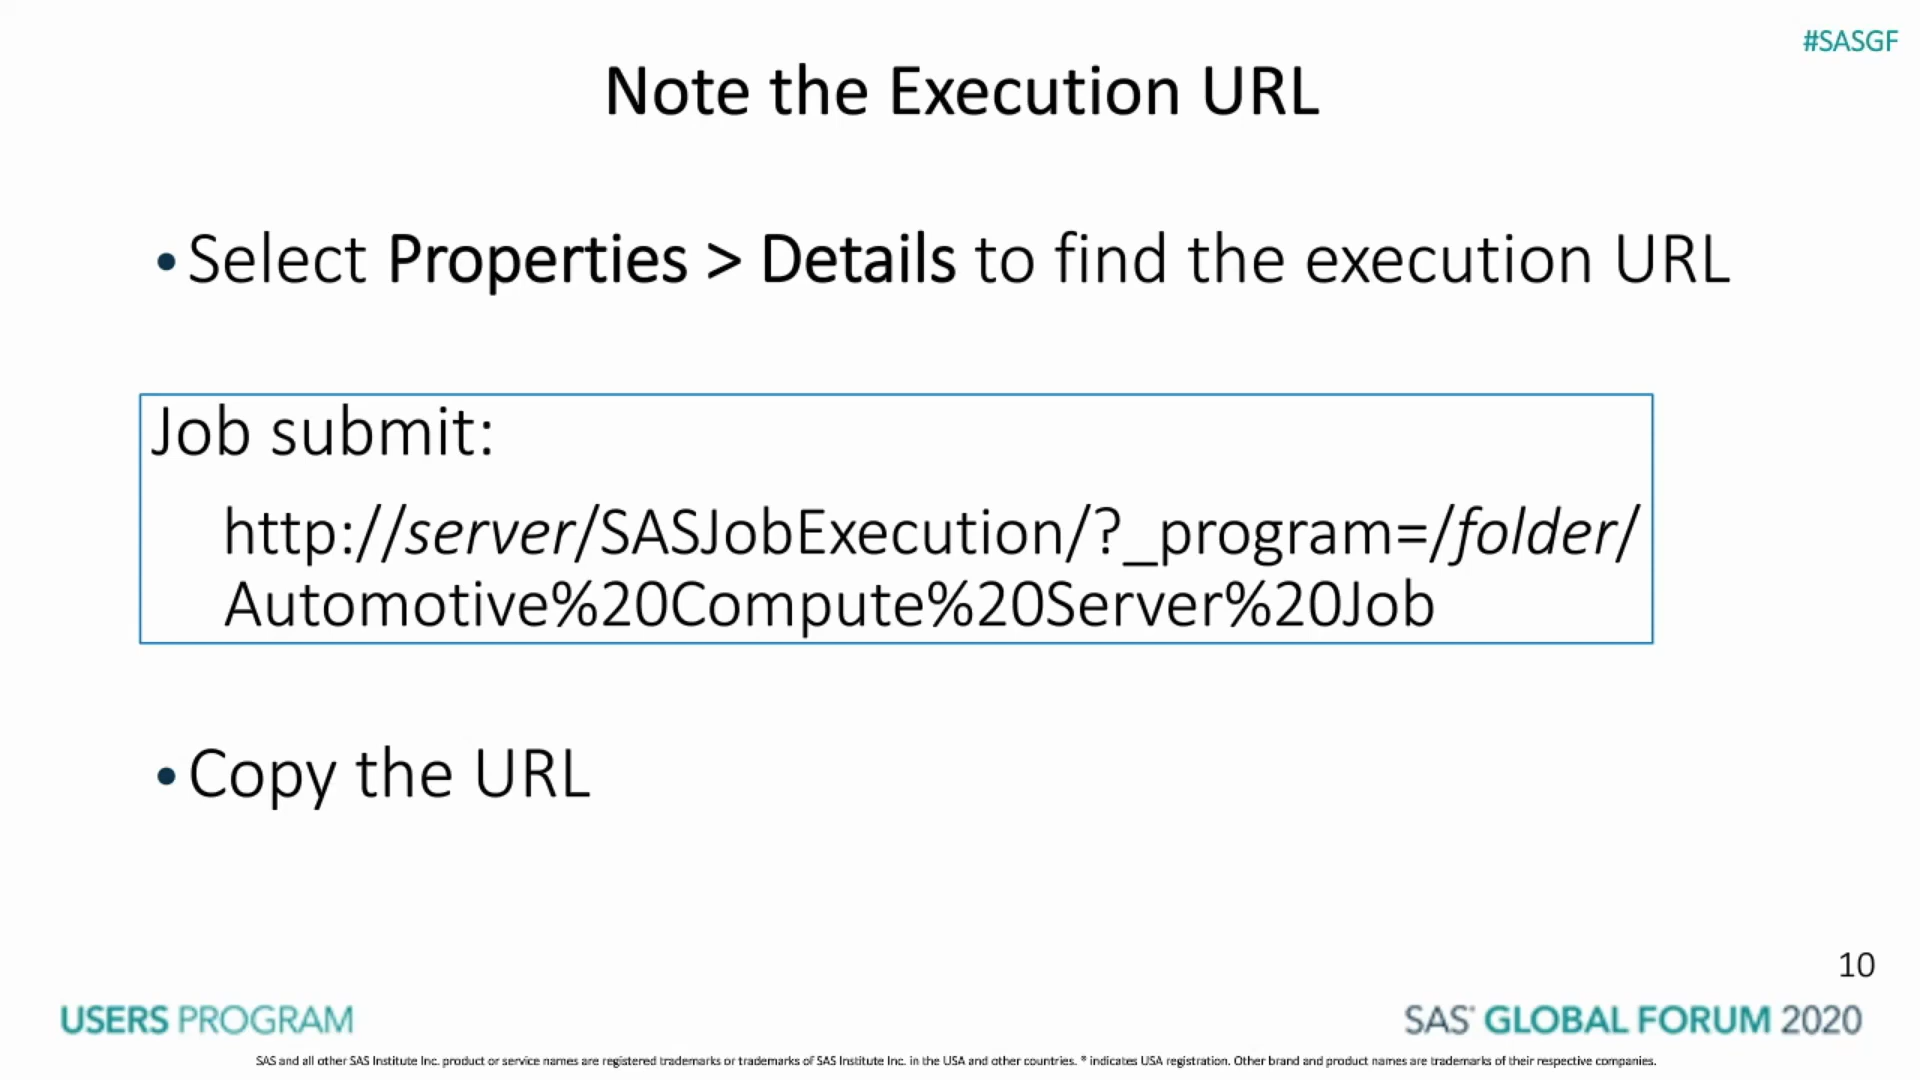 #SASGF
Note the Execution URL
• Select Properties > Details to find the execution URL
Job submit:
http://server/SASJobExecution/?_program=/folder/
Automotive%20Compute%20Server%20Job
• Copy the URL
10
USERS PROGRAM
SAS® GLOBAL FORUM 2020
SAS and all other SAS Institute Inc. product or service names are registered trademarks or trademarks of SAS Institute Inc. in the USA and other countries. ® indicates USA registration. Other brand and product names are trademarks of their respective companies.